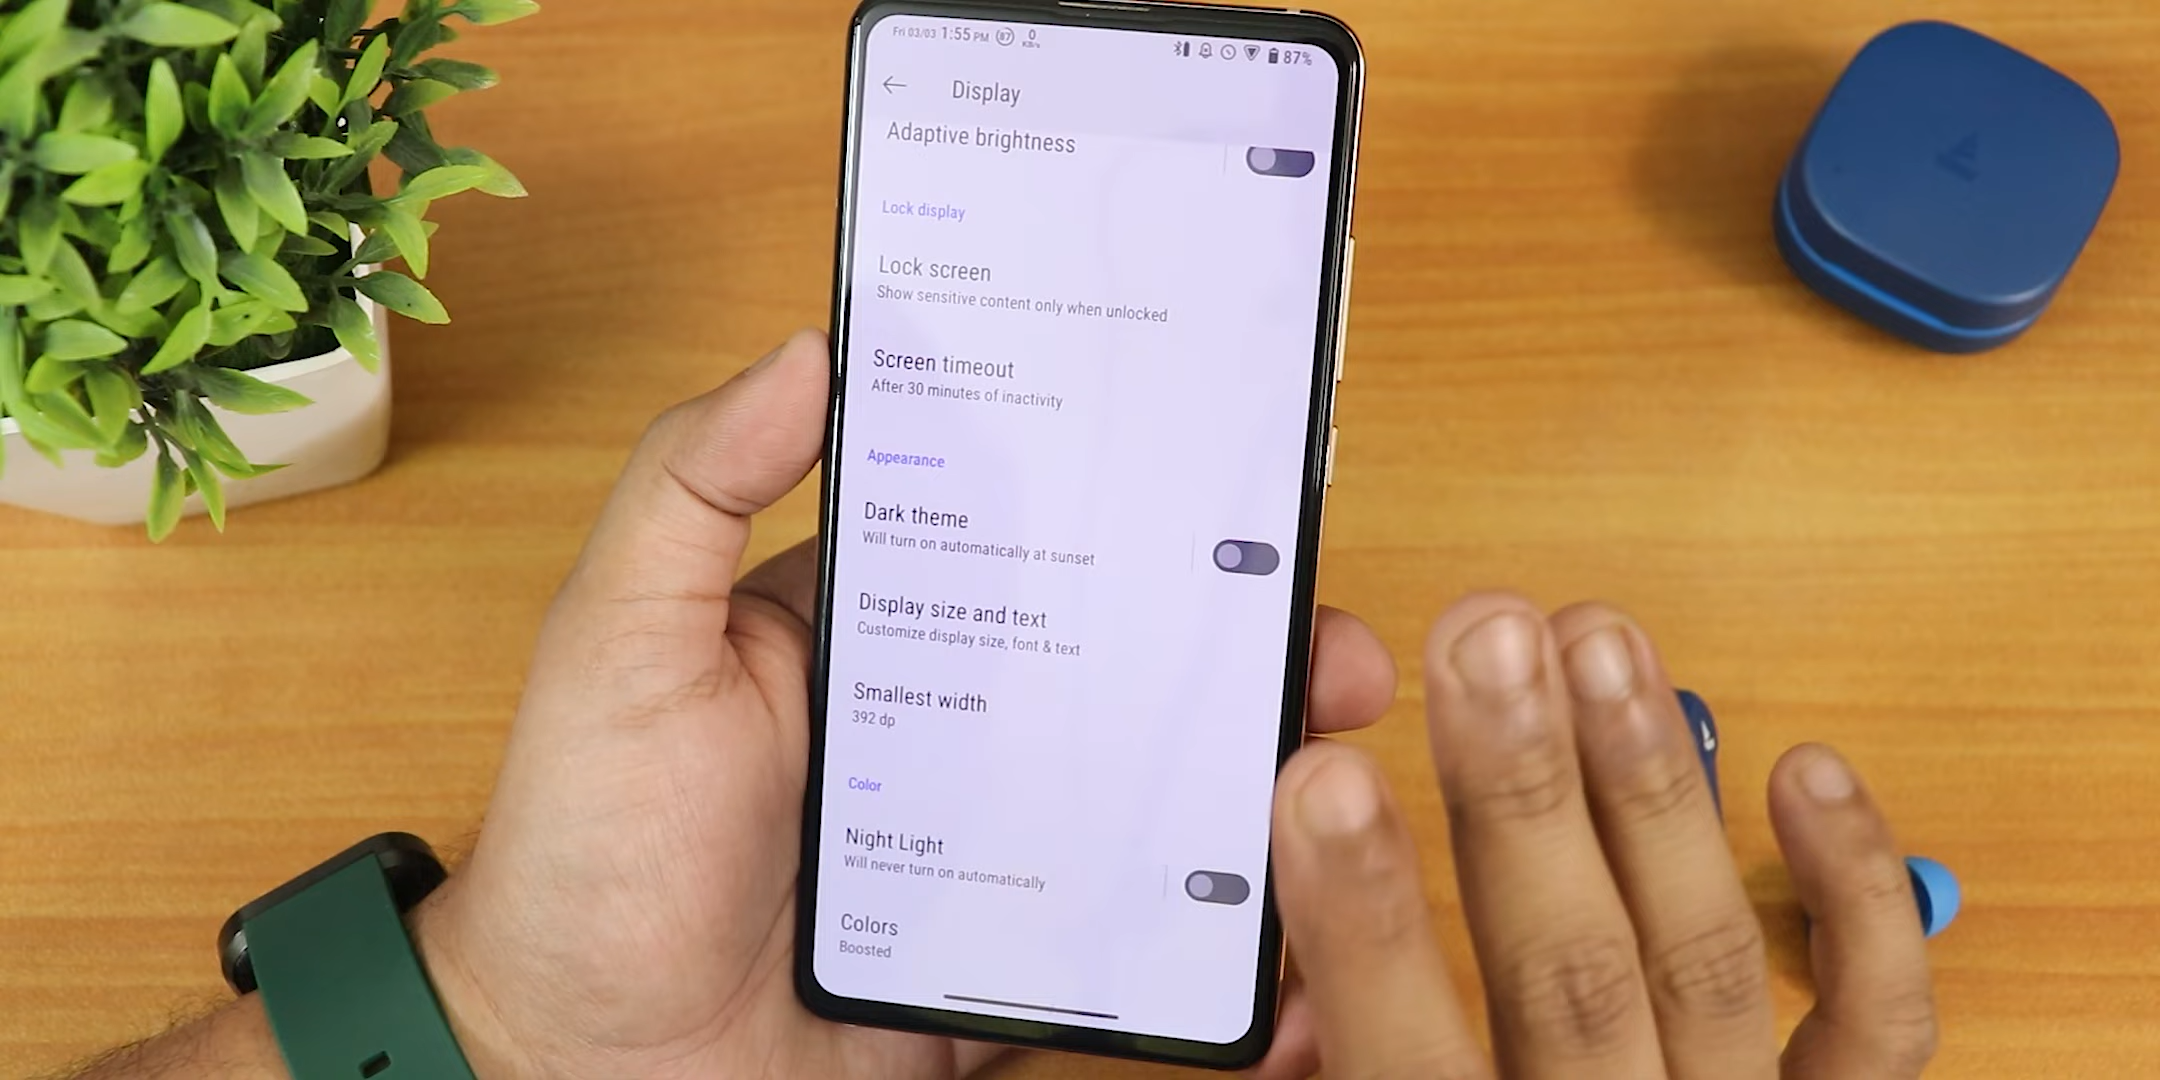 Fri 03/03 1:55 PM 87 0 KB/s 87%
Display
Adaptive brightness
Lock display
Lock screen
Show sensitive content only when unlocked
Screen timeout
After 30 minutes of inactivity
Appearance
Dark theme
Will turn on automatically at sunset
Display size and text
Customize display size, font & text
Smallest width
392 dp
Color
Night Light
Will never turn on automatically
Colors
Boosted